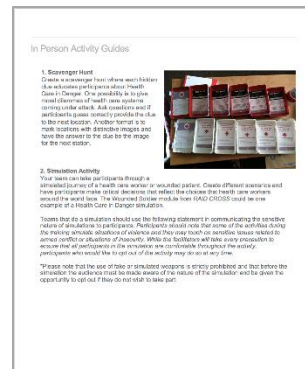 In Person Activity Guides
1. Scavenger Hunt
Create a scavenger hunt where each hidden
clue educates participants about Health
Care in Danger. One possibility is to give
novel dilemmas of health care systems
coming under attack. Ask questions and if
participants guess correctly provide the clue
to the next location. Another format is to
mark locations with distinctive images and
have the answer to the clue be the image
for the next station.
2. Simulation Activity
Your team can take participants through a
simulated journey of a health care worker or wounded patient. Create different scenarios and
have participants make critical decisions that reflect the choices that health care workers
around the world face. The Wounded Soldier module from RAID CROSS could be one
example of a Health Care in Danger simulation.
Teams that do a simulation should use the following statement in communicating the sensitive
nature of simulations to participants. Participants should note that some of the activities during
the training simulate situations of violence and they may touch on sensitive issues related to
armed conflict or situations of insecurity. While the facilitators will take every precaution to
ensure that all participants in the simulation are comfortable throughout the activity,
participants who would like to opt out of the activity may do so at any time.
*Please note that the use of fake or simulated weapons is strictly prohibited and that before the
simulation the audience must be made aware of the nature of the simulation and be given the
opportunity to opt out if they do not wish to take part.